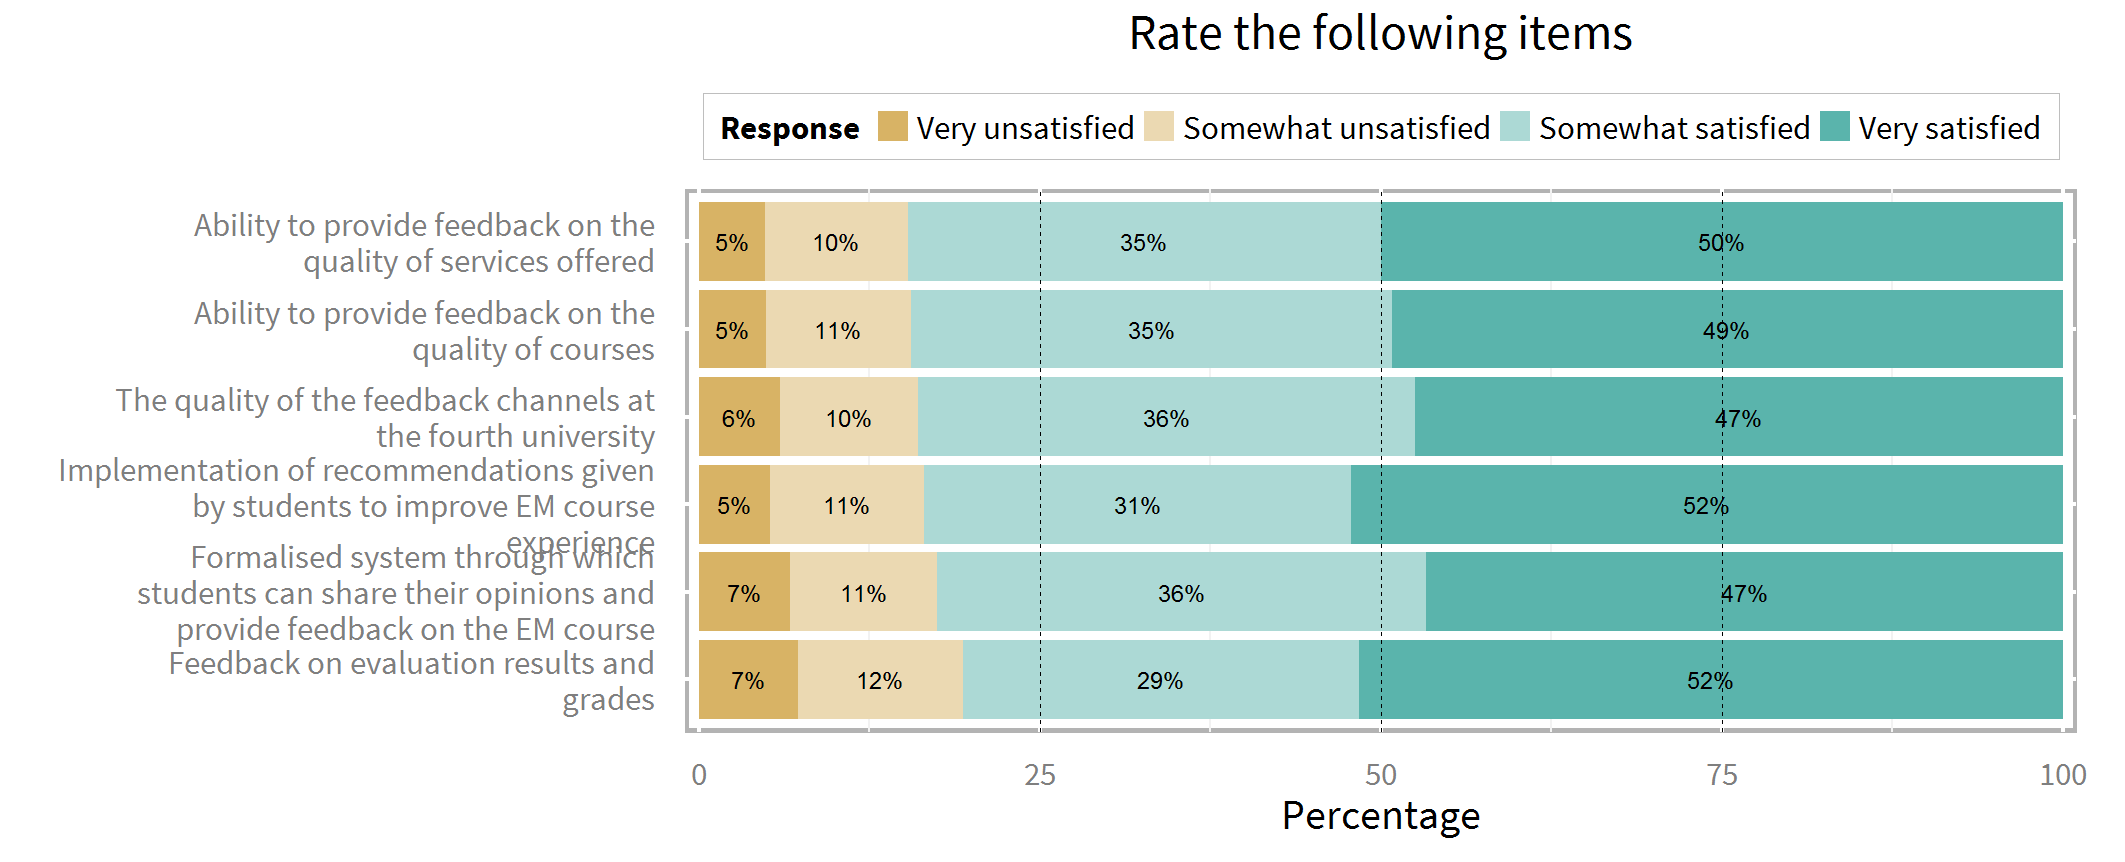 Rate the following items
Response Very unsatisfied Somewhat unsatisfied Somewhat satisfied Very satisfied
Ability to provide feedback on the
quality of services offered
5% 10% 35% 50%
Ability to provide feedback on the
quality of courses
5% 11% 35% 49%
The quality of the feedback channels at
the fourth university
6% 10% 36% 47%
Implementation of recommendations given
by students to improve EM course
experience
5% 11% 31% 52%
Formalised system through which
students can share their opinions and
provide feedback on the EM course
7% 11% 36% 47%
Feedback on evaluation results and
grades
7% 12% 29% 52%
0 25 50 75 100
Percentage